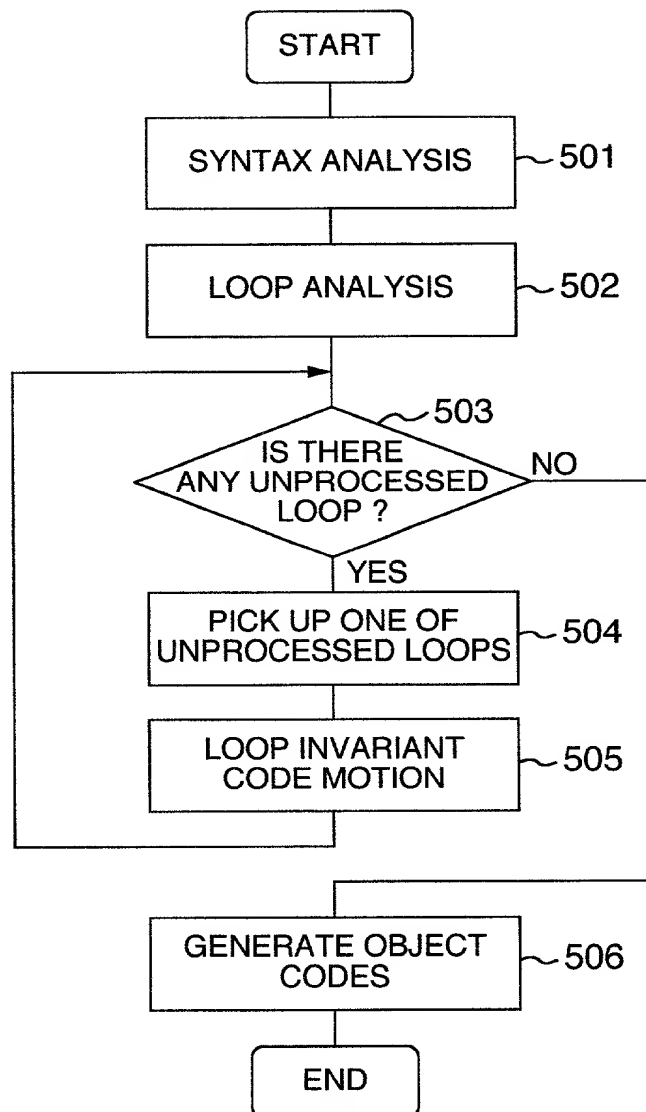 START
SYNTAX ANALYSIS
501
LOOP ANALYSIS
502
503
IS THERE
ANY UNPROCESSED
LOOP ?
NO
YES
PICK UP ONE OF
UNPROCESSED LOOPS
504
LOOP INVARIANT
CODE MOTION
505
GENERATE OBJECT
CODES
506
END